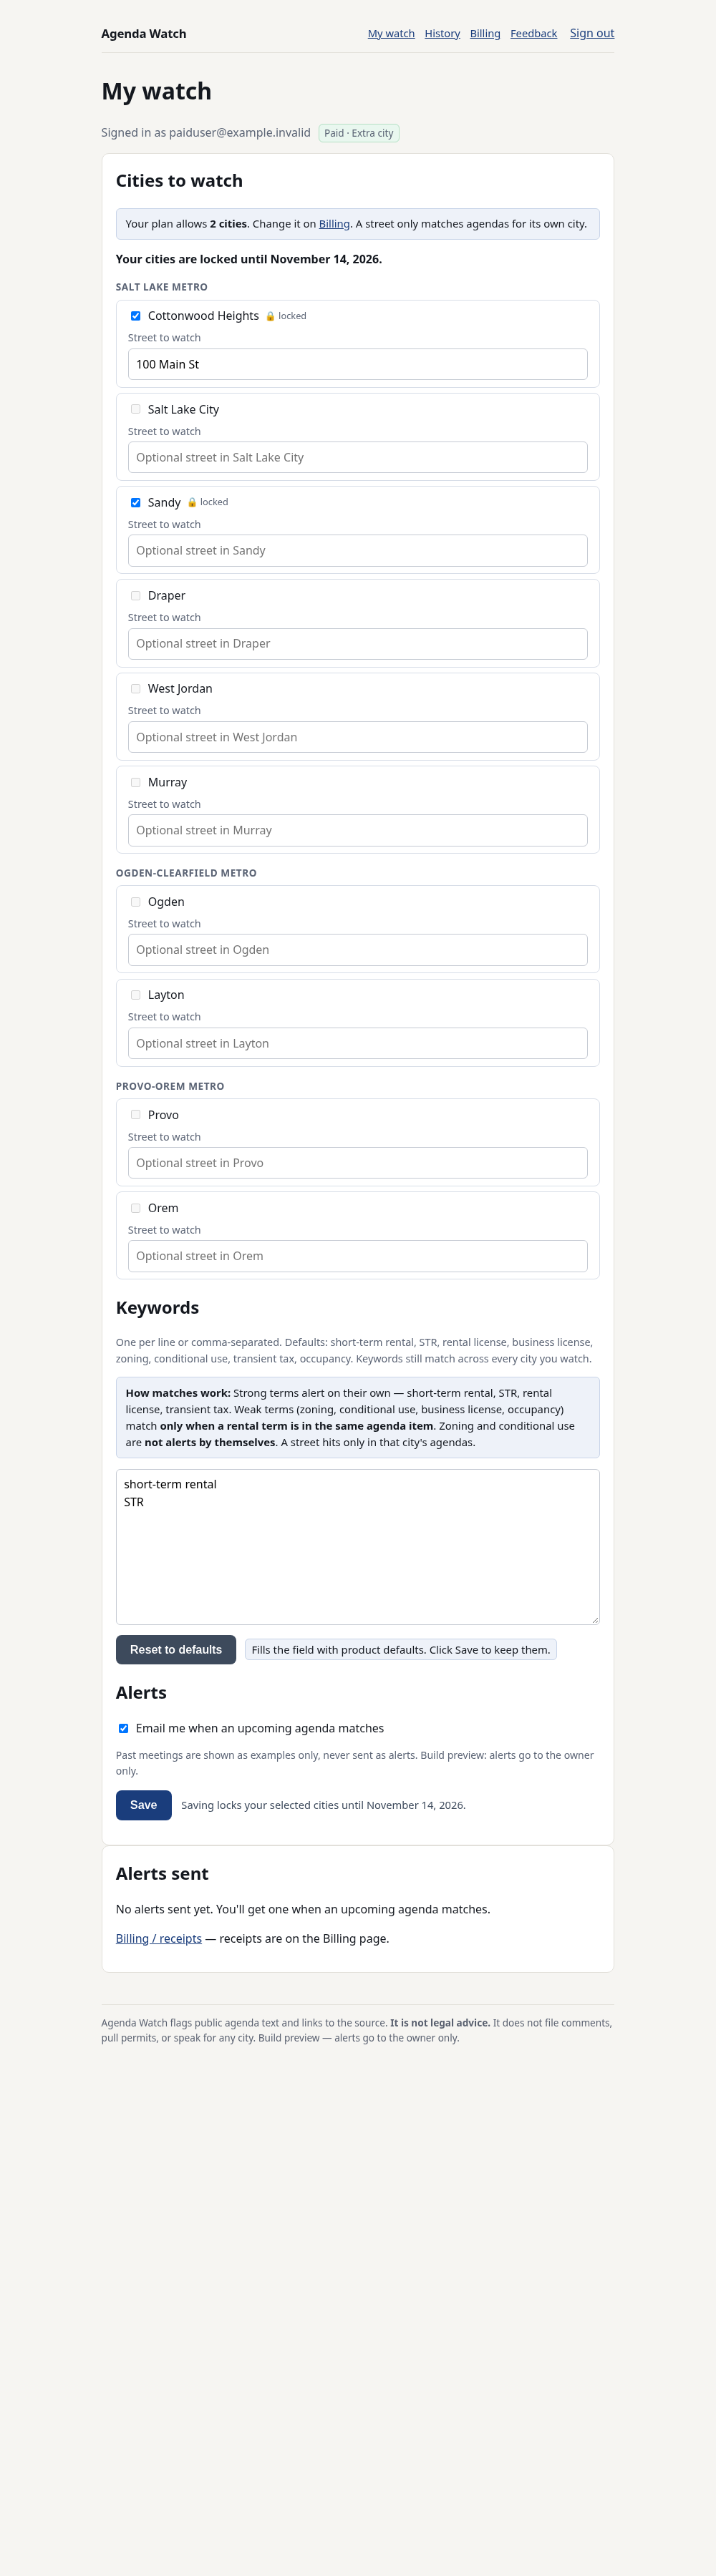 Agenda Watch
My watch History Billing Feedback Sign out
My watch
Signed in as paiduser@example.invalid Paid · Extra city
Cities to watch
Your plan allows 2 cities. Change it on Billing. A street only matches agendas for its own city.
Your cities are locked until November 14, 2026.
SALT LAKE METRO
Cottonwood Heights 🔒 locked
Street to watch
100 Main St
Salt Lake City
Street to watch
Optional street in Salt Lake City
Sandy 🔒 locked
Street to watch
Optional street in Sandy
Draper
Street to watch
Optional street in Draper
West Jordan
Street to watch
Optional street in West Jordan
Murray
Street to watch
Optional street in Murray
OGDEN-CLEARFIELD METRO
Ogden
Street to watch
Optional street in Ogden
Layton
Street to watch
Optional street in Layton
PROVO-OREM METRO
Provo
Street to watch
Optional street in Provo
Orem
Street to watch
Optional street in Orem
Keywords
One per line or comma-separated. Defaults: short-term rental, STR, rental license, business license,
zoning, conditional use, transient tax, occupancy. Keywords still match across every city you watch.
How matches work: Strong terms alert on their own — short-term rental, STR, rental
license, transient tax. Weak terms (zoning, conditional use, business license, occupancy)
match only when a rental term is in the same agenda item. Zoning and conditional use
are not alerts by themselves. A street hits only in that city's agendas.
short-term rental
STR
Reset to defaults Fills the field with product defaults. Click Save to keep them.
Alerts
Email me when an upcoming agenda matches
Past meetings are shown as examples only, never sent as alerts. Build preview: alerts go to the owner
only.
Save Saving locks your selected cities until November 14, 2026.
Alerts sent
No alerts sent yet. You'll get one when an upcoming agenda matches.
Billing / receipts — receipts are on the Billing page.
Agenda Watch flags public agenda text and links to the source. It is not legal advice. It does not file comments,
pull permits, or speak for any city. Build preview — alerts go to the owner only.